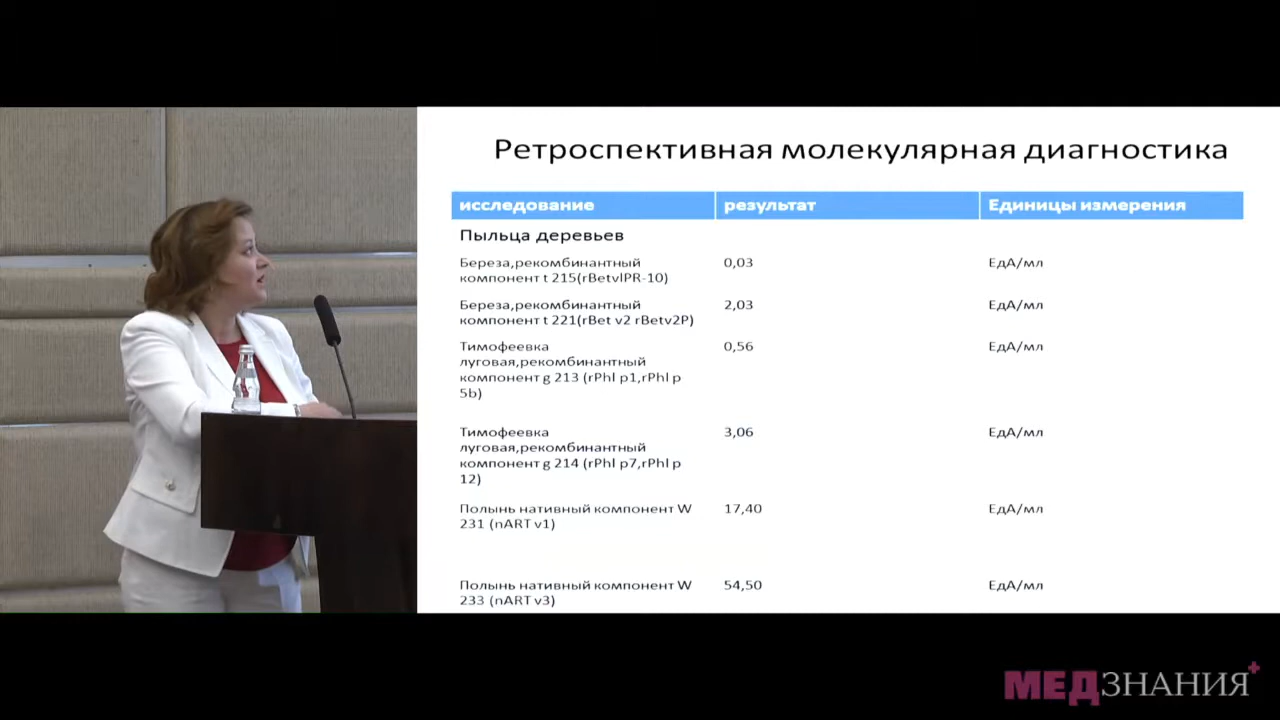 Ретроспективная молекулярная диагностика
исследование результат Единицы измерения
Пыльца деревьев
Береза,рекомбинантный 0,03 ЕдА/мл
компонент t 215(rBetvlPR-10)
Береза,рекомбинантный 2,03 ЕдА/мл
компонент t 221(rBet v2 rBetv2P)
Тимофеевка 0,56 ЕдА/мл
луговая,рекомбинантный
компонент g 213 (rPhl p1,rPhl p
5b)
Тимофеевка 3,06 ЕдА/мл
луговая,рекомбинантный
компонент g 214 (rPhl p7,rPhl p
12)
Полынь нативный компонент W 17,40 ЕдА/мл
231 (nART v1)
Полынь нативный компонент W 54,50 ЕдА/мл
233 (nART v3)
МЕДЗНАНИЯ+